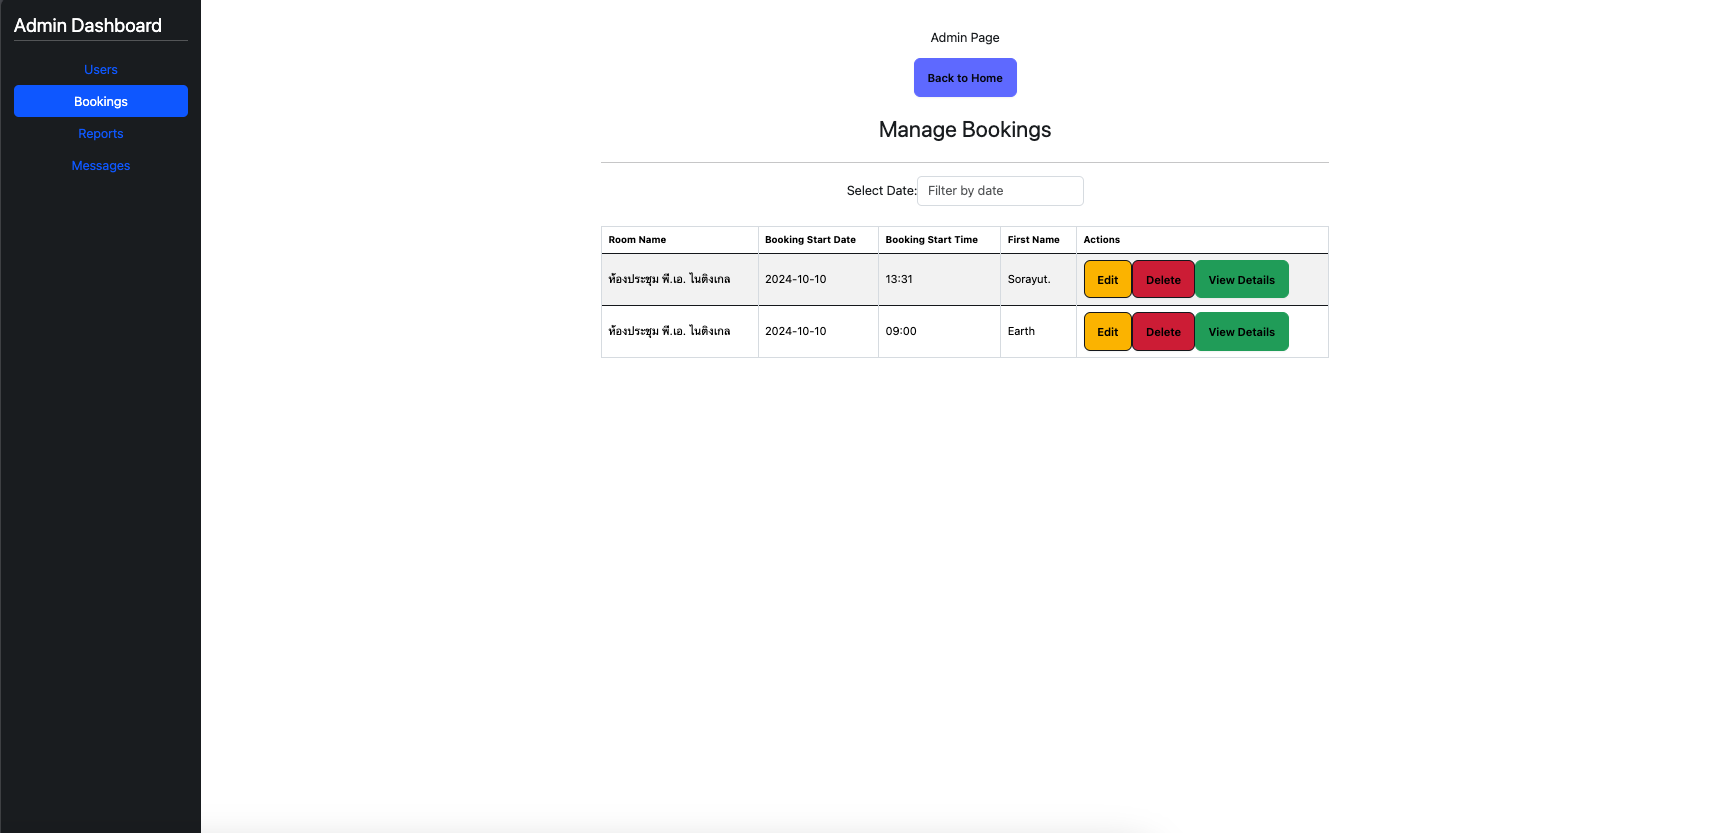 Admin Dashboard
Users
Bookings
Reports
Messages
Admin Page
Back to Home
Manage Bookings
Select Date: Filter by date
Room Name Booking Start Date Booking Start Time First Name Actions
ห้องประชุม พี.เอ. ไนติงเกล 2024-10-10 13:31 Sorayut. Edit Delete View Details
ห้องประชุม พี.เอ. ไนติงเกล 2024-10-10 09:00 Earth Edit Delete View Details